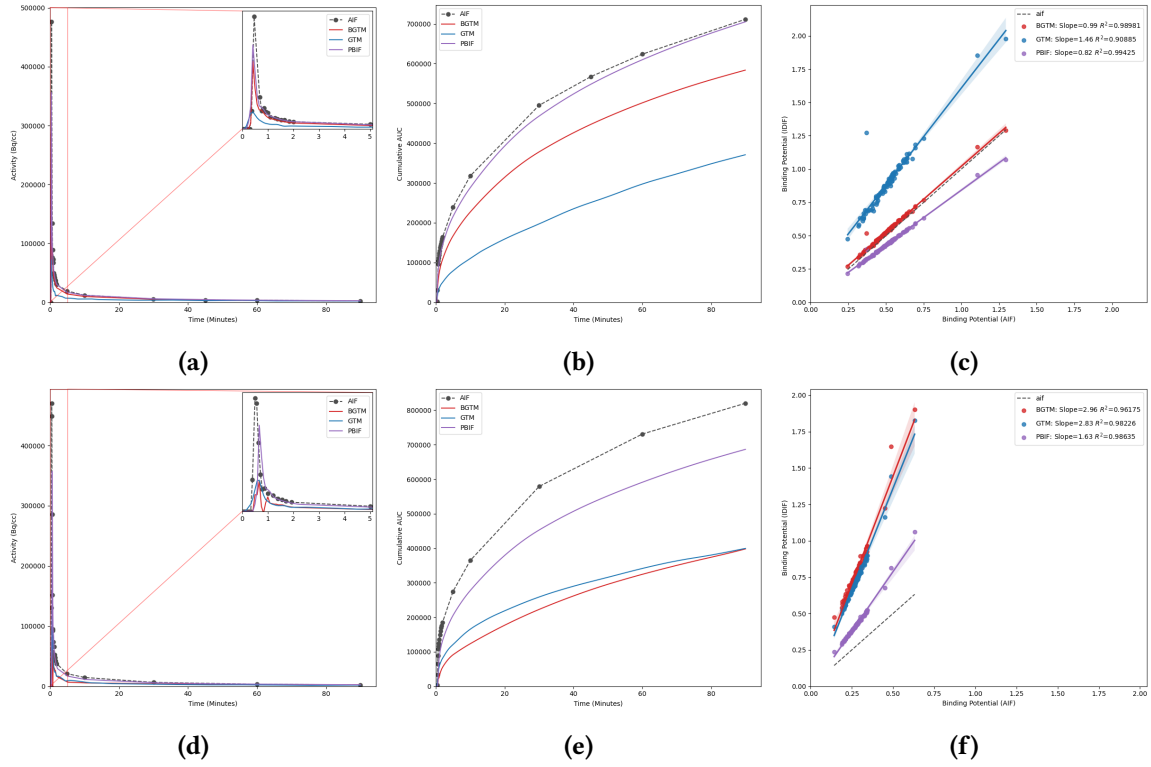 500000
400000
300000
200000
100000
0
Activity (Bq/cc)
0 20 40 60 80
Time (Minutes)
AIF
BGTM
GTM
PBIF
0 1 2 3 4 5
(a)
700000
600000
500000
400000
300000
200000
100000
0
Cumulative AUC
0 20 40 60 80
Time (Minutes)
AIF
BGTM
GTM
PBIF
(b)
2.00
1.75
1.50
1.25
1.00
0.75
0.50
0.25
0.00
Binding Potential (IDIF)
0.00 0.25 0.50 0.75 1.00 1.25 1.50 1.75 2.00
Binding Potential (AIF)
aif
BGTM: Slope=0.99 R²=0.98981
GTM: Slope=1.46 R²=0.90885
PBIF: Slope=0.82 R²=0.99425
(c)
400000
300000
200000
100000
0
Activity (Bq/cc)
0 20 40 60 80
Time (Minutes)
AIF
BGTM
GTM
PBIF
0 1 2 3 4 5
(d)
800000
700000
600000
500000
400000
300000
200000
100000
0
Cumulative AUC
0 20 40 60 80
Time (Minutes)
AIF
BGTM
GTM
PBIF
(e)
2.00
1.75
1.50
1.25
1.00
0.75
0.50
0.25
0.00
Binding Potential (IDIF)
0.00 0.25 0.50 0.75 1.00 1.25 1.50 1.75 2.00
Binding Potential (AIF)
aif
BGTM: Slope=2.96 R²=0.96175
GTM: Slope=2.83 R²=0.98226
PBIF: Slope=1.63 R²=0.98635
(f)